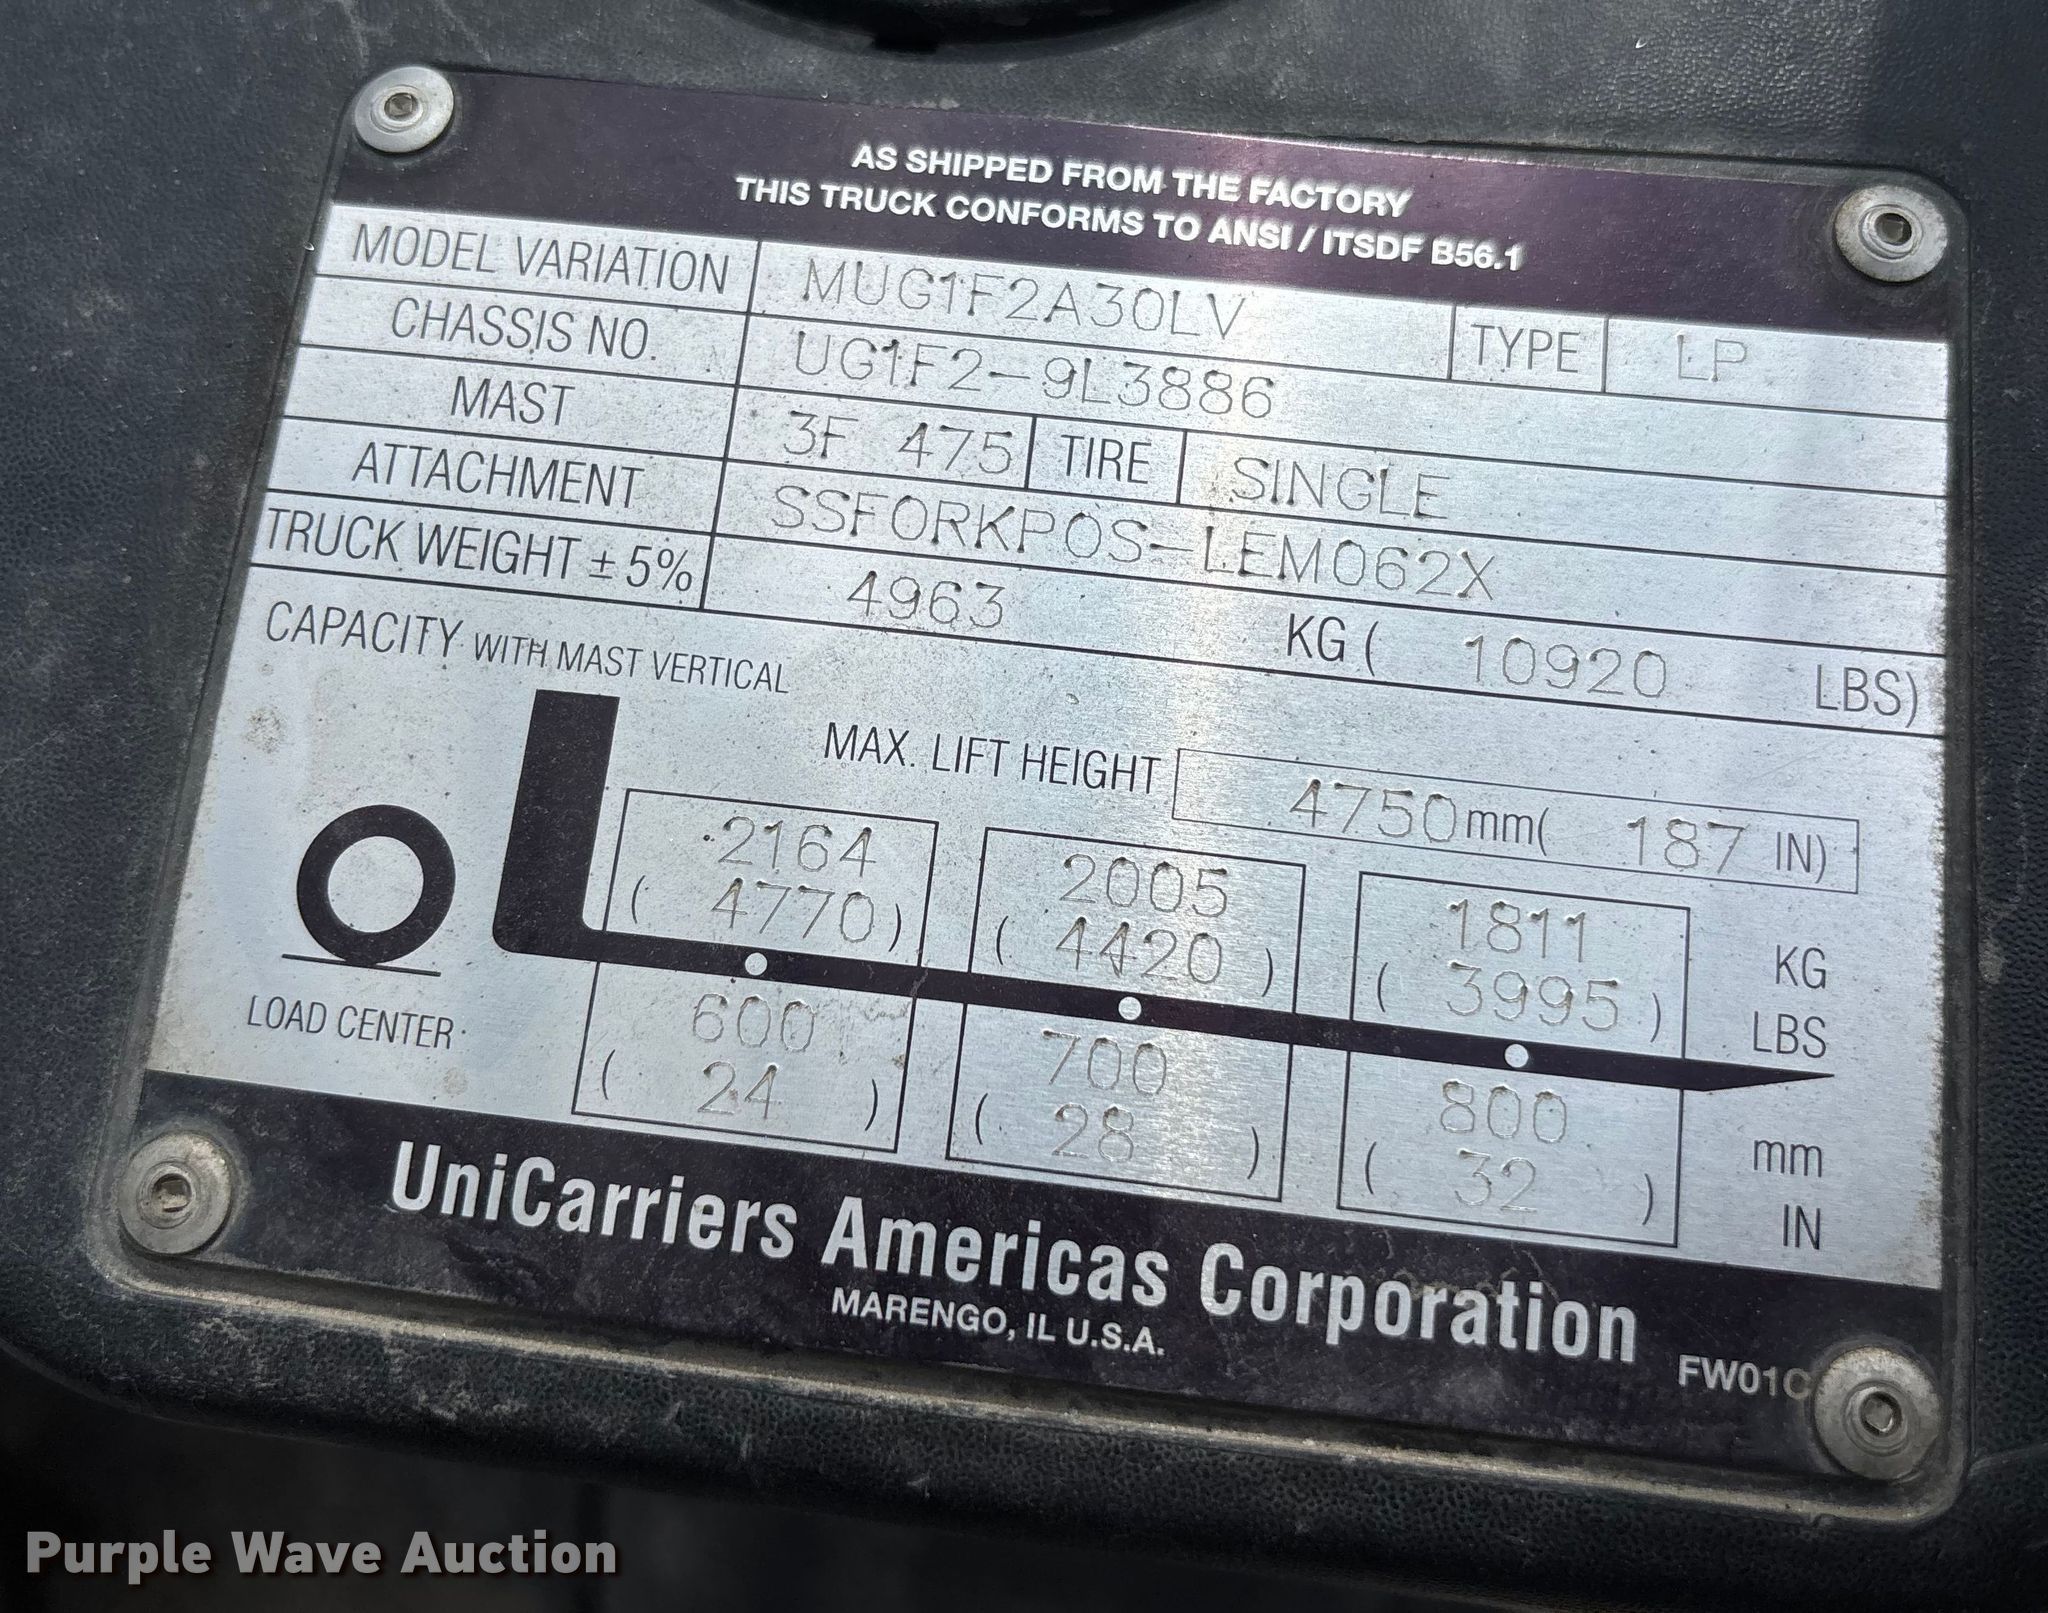 AS SHIPPED FROM THE FACTORY
THIS TRUCK CONFORMS TO ANSI / ITSDF B56.1
MODEL VARIATION MUG1F2A30LV TYPE LP
CHASSIS NO. UG1F2-9L3886
MAST 3F 475 TIRE SINGLE
ATTACHMENT SSFORKPOS-LEM062X
TRUCK WEIGHT ± 5% 4963 KG ( 10920 LBS)
CAPACITY WITH MAST VERTICAL
MAX. LIFT HEIGHT 4750 mm ( 187 IN)
2164 2005 1811 KG
( 4770 ) ( 4420 ) ( 3995 ) LBS
LOAD CENTER 600 700 800 mm
( 24 ) ( 28 ) ( 32 ) IN
UniCarriers Americas Corporation
MARENGO, IL U.S.A.
FW01C
Purple Wave Auction